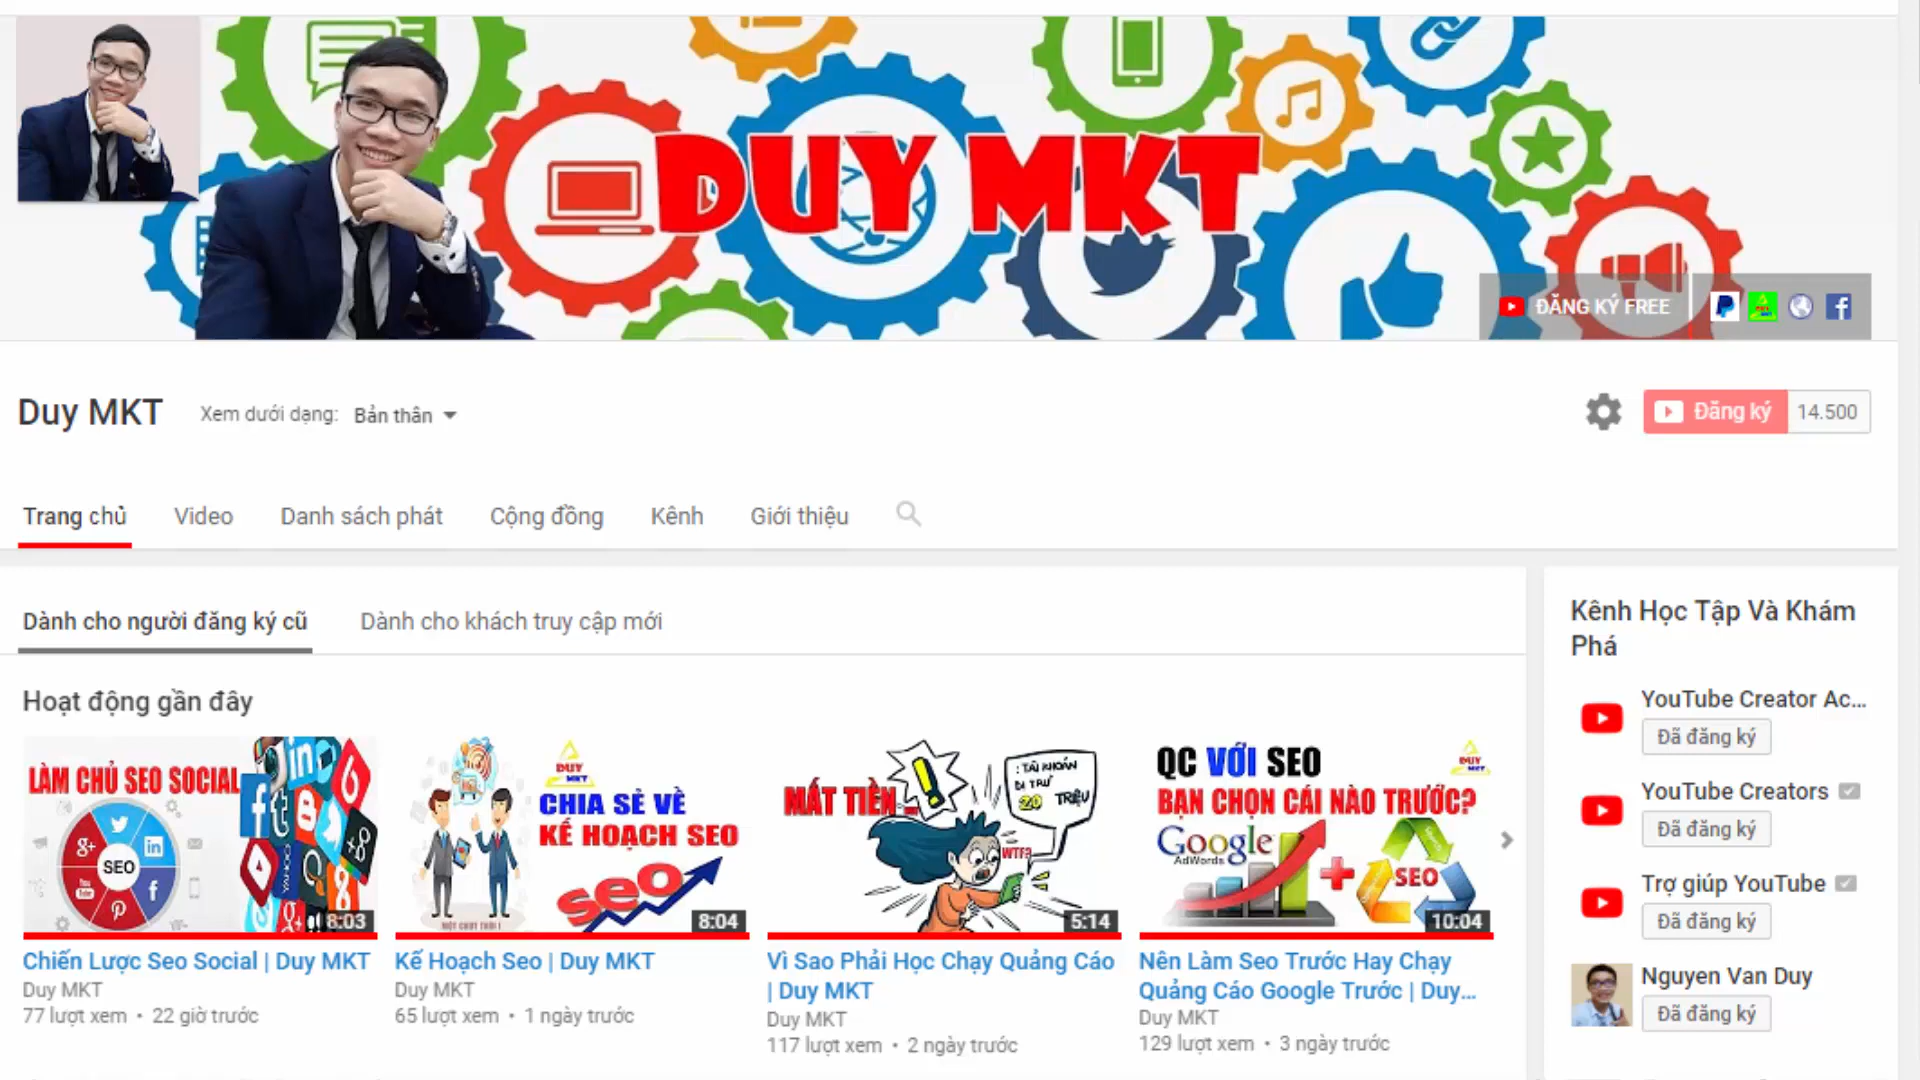 DUY MKT
ĐĂNG KÝ FREE
Duy MKT
Xem dưới dạng: Bản thân
Đăng ký 14.500
Trang chủ Video Danh sách phát Cộng đồng Kênh Giới thiệu
Dành cho người đăng ký cũ Dành cho khách truy cập mới
Hoạt động gần đây
LÀM CHỦ SEO SOCIAL
SEO
8:03
Chiến Lược Seo Social | Duy MKT
Duy MKT
77 lượt xem • 22 giờ trước
DUY
MKT
CHIA SẺ VỀ
KẾ HOẠCH SEO
seo
8:04
Kế Hoạch Seo | Duy MKT
Duy MKT
65 lượt xem • 1 ngày trước
MẤT TIỀN...
: TÀI KHOẢN
BỊ TRỪ
20 TRIỆU
WTF?
5:14
Vì Sao Phải Học Chạy Quảng Cáo
| Duy MKT
Duy MKT
117 lượt xem • 2 ngày trước
QC VỚI SEO
BẠN CHỌN CÁI NÀO TRƯỚC?
DUY
MKT
Google
AdWords
SEO
10:04
Nên Làm Seo Trước Hay Chạy
Quảng Cáo Google Trước | Duy...
Duy MKT
129 lượt xem • 3 ngày trước
Kênh Học Tập Và Khám
Phá
YouTube Creator Ac...
Đã đăng ký
YouTube Creators
Đã đăng ký
Trợ giúp YouTube
Đã đăng ký
Nguyen Van Duy
Đã đăng ký